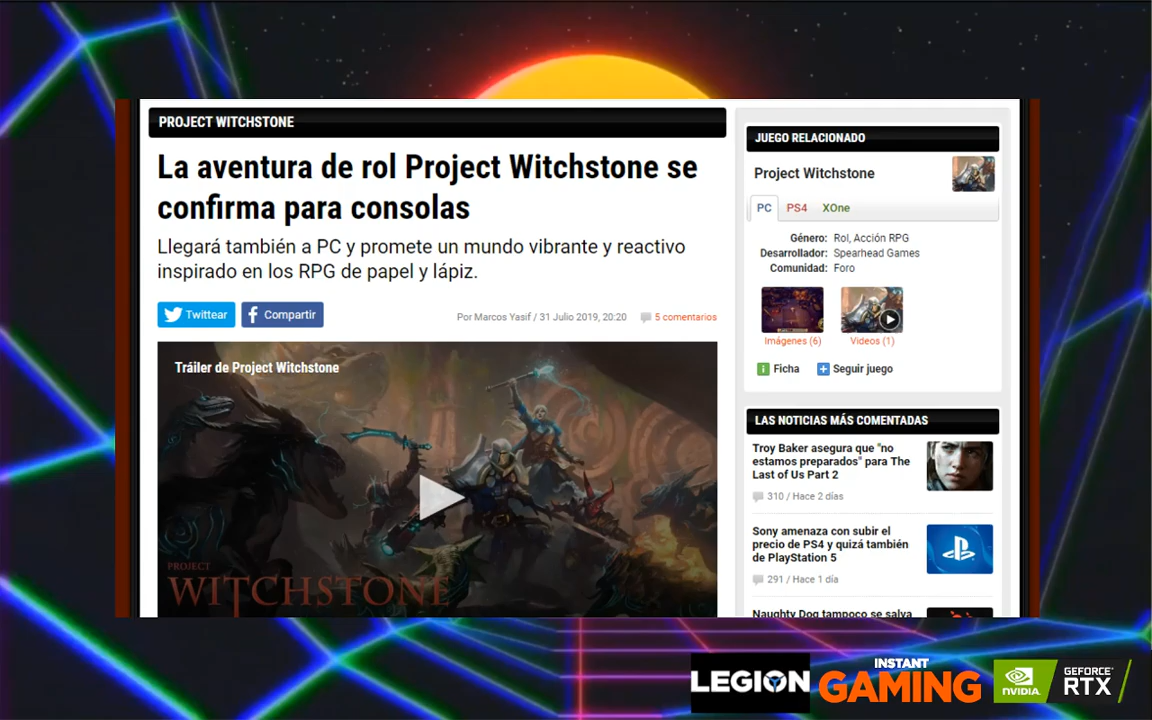 PROJECT WITCHSTONE
La aventura de rol Project Witchstone se
confirma para consolas
Llegará también a PC y promete un mundo vibrante y reactivo
inspirado en los RPG de papel y lápiz.
Twittear
Compartir
Por Marcos Yasif / 31 Julio 2019, 20:20
5 comentarios
Tráiler de Project Witchstone
PROJECT
WITCHSTONE
JUEGO RELACIONADO
Project Witchstone
PC PS4 XOne
Género: Rol, Acción RPG
Desarrollador: Spearhead Games
Comunidad: Foro
Imágenes (6)
Videos (1)
Ficha
Seguir juego
LAS NOTICIAS MÁS COMENTADAS
Troy Baker asegura que "no
estamos preparados" para The
Last of Us Part 2
310 / Hace 2 días
Sony amenaza con subir el
precio de PS4 y quizá también
de PlayStation 5
291 / Hace 1 día
Naughty Dog tampoco se salva
LEGION
INSTANT
GAMING
NVIDIA
GEFORCE
RTX